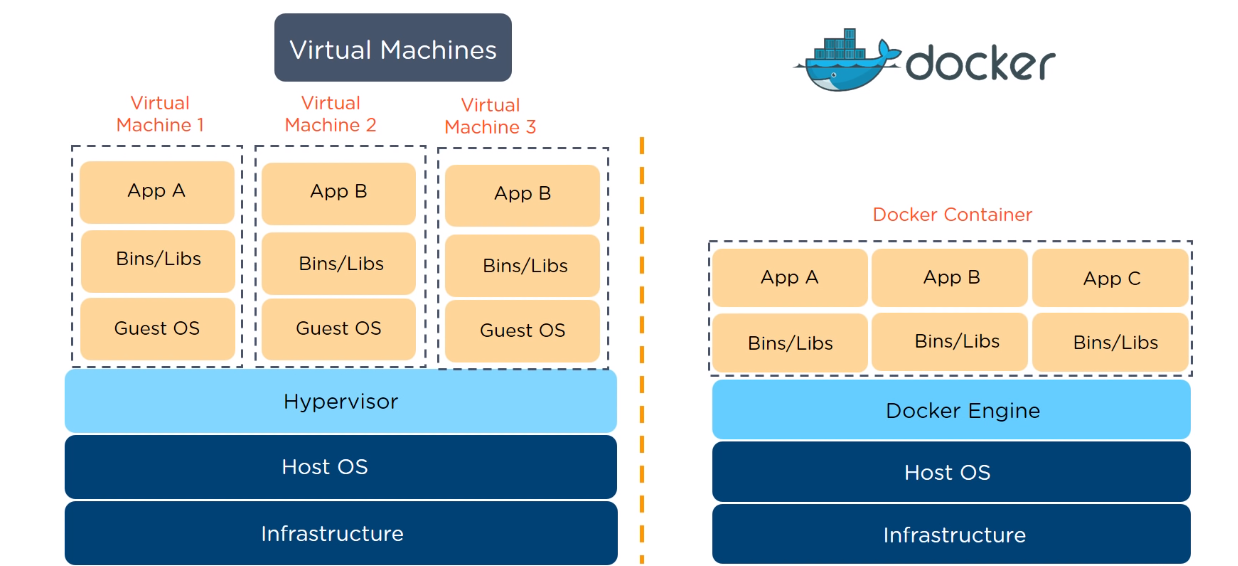 Virtual Machines
docker
Virtual
Machine 1
Virtual
Machine 2
Virtual
Machine 3
App A
App B
App B
Bins/Libs
Bins/Libs
Bins/Libs
Guest OS
Guest OS
Guest OS
Hypervisor
Host OS
Infrastructure
Docker Container
App A
App B
App C
Bins/Libs
Bins/Libs
Bins/Libs
Docker Engine
Host OS
Infrastructure